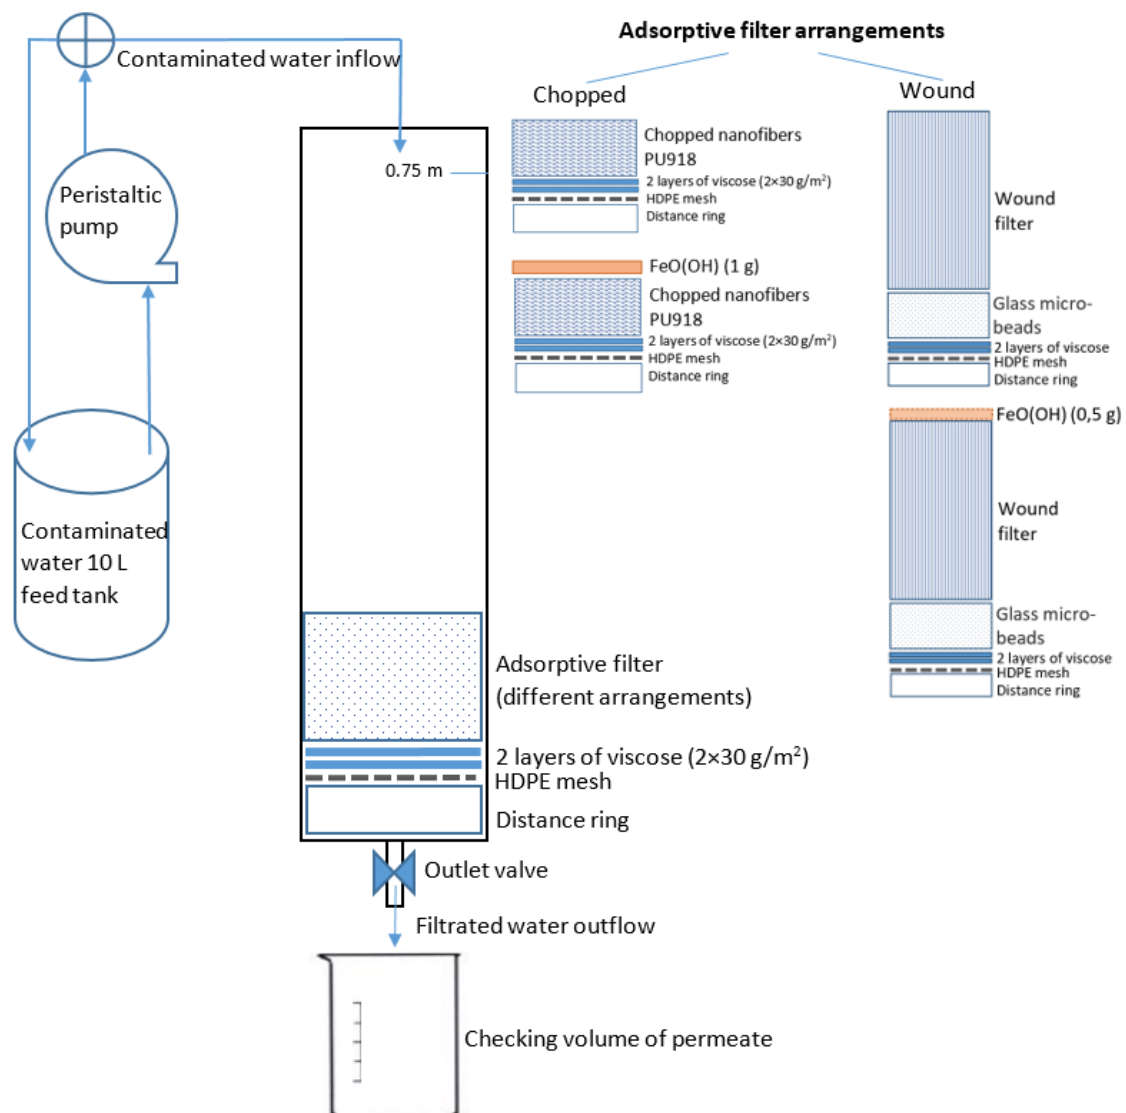 Adsorptive filter arrangements
Contaminated water inflow
Chopped
Wound
0.75 m
Peristaltic
pump
Chopped nanofibers
PU918
2 layers of viscose (2×30 g/m²)
HDPE mesh
Distance ring
FeO(OH) (1 g)
Chopped nanofibers
PU918
2 layers of viscose (2×30 g/m²)
HDPE mesh
Distance ring
Wound
filter
Glass micro-
beads
2 layers of viscose
HDPE mesh
Distance ring
FeO(OH) (0,5 g)
Wound
filter
Glass micro-
beads
2 layers of viscose
HDPE mesh
Distance ring
Contaminated
water 10 L
feed tank
Adsorptive filter
(different arrangements)
2 layers of viscose (2×30 g/m²)
HDPE mesh
Distance ring
Outlet valve
Filtrated water outflow
Checking volume of permeate